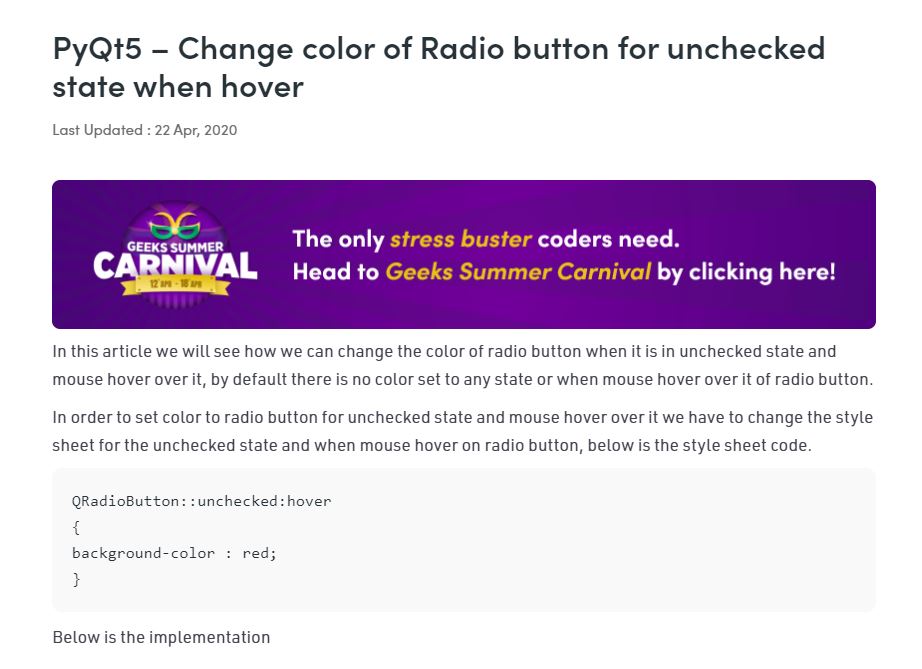 PyQt5 – Change color of Radio button for unchecked
state when hover
Last Updated : 22 Apr, 2020
GEEKS SUMMER
CARNIVAL
12 APR - 18 APR
The only stress buster coders need.
Head to Geeks Summer Carnival by clicking here!
In this article we will see how we can change the color of radio button when it is in unchecked state and
mouse hover over it, by default there is no color set to any state or when mouse hover over it of radio button.
In order to set color to radio button for unchecked state and mouse hover over it we have to change the style
sheet for the unchecked state and when mouse hover on radio button, below is the style sheet code.
QRadioButton::unchecked:hover
{
background-color : red;
}
Below is the implementation